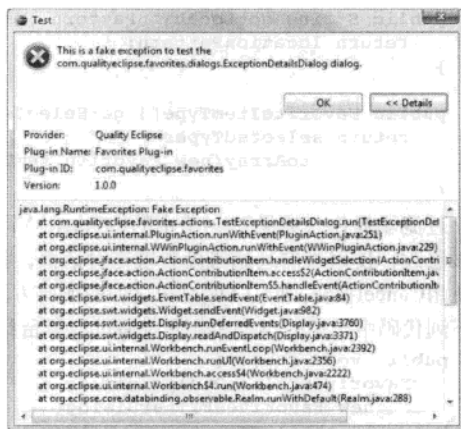 Test
This is a fake exception to test the
com.qualityeclipse.favorites.dialogs.ExceptionDetailsDialog dialog.
OK
<< Details
Provider: Quality Eclipse
Plug-in Name: Favorites Plug-in
Plug-in ID: com.qualityeclipse.favorites
Version: 1.0.0
java.lang.RuntimeException: Fake Exception
at com.qualityeclipse.favorites.actions.TestExceptionDetailsDialog.run(TestExceptionDet
at org.eclipse.ui.internal.PluginAction.runWithEvent(PluginAction.java:251)
at org.eclipse.ui.internal.WWinPluginAction.runWithEvent(WWinPluginAction.java:229)
at org.eclipse.jface.action.ActionContributionItem.handleWidgetSelection(ActionContri
at org.eclipse.jface.action.ActionContributionItem.access$2(ActionContributionItem.jav
at org.eclipse.jface.action.ActionContributionItem$5.handleEvent(ActionContributionIt
at org.eclipse.swt.widgets.EventTable.sendEvent(EventTable.java:84)
at org.eclipse.swt.widgets.Widget.sendEvent(Widget.java:982)
at org.eclipse.swt.widgets.Display.runDeferredEvents(Display.java:3760)
at org.eclipse.swt.widgets.Display.readAndDispatch(Display.java:3371)
at org.eclipse.ui.internal.Workbench.runEventLoop(Workbench.java:2392)
at org.eclipse.ui.internal.Workbench.runUI(Workbench.java:2356)
at org.eclipse.ui.internal.Workbench.access$4(Workbench.java:2222)
at org.eclipse.ui.internal.Workbench$4.run(Workbench.java:474)
at org.eclipse.core.databinding.observable.Realm.runWithDefault(Realm.java:288)